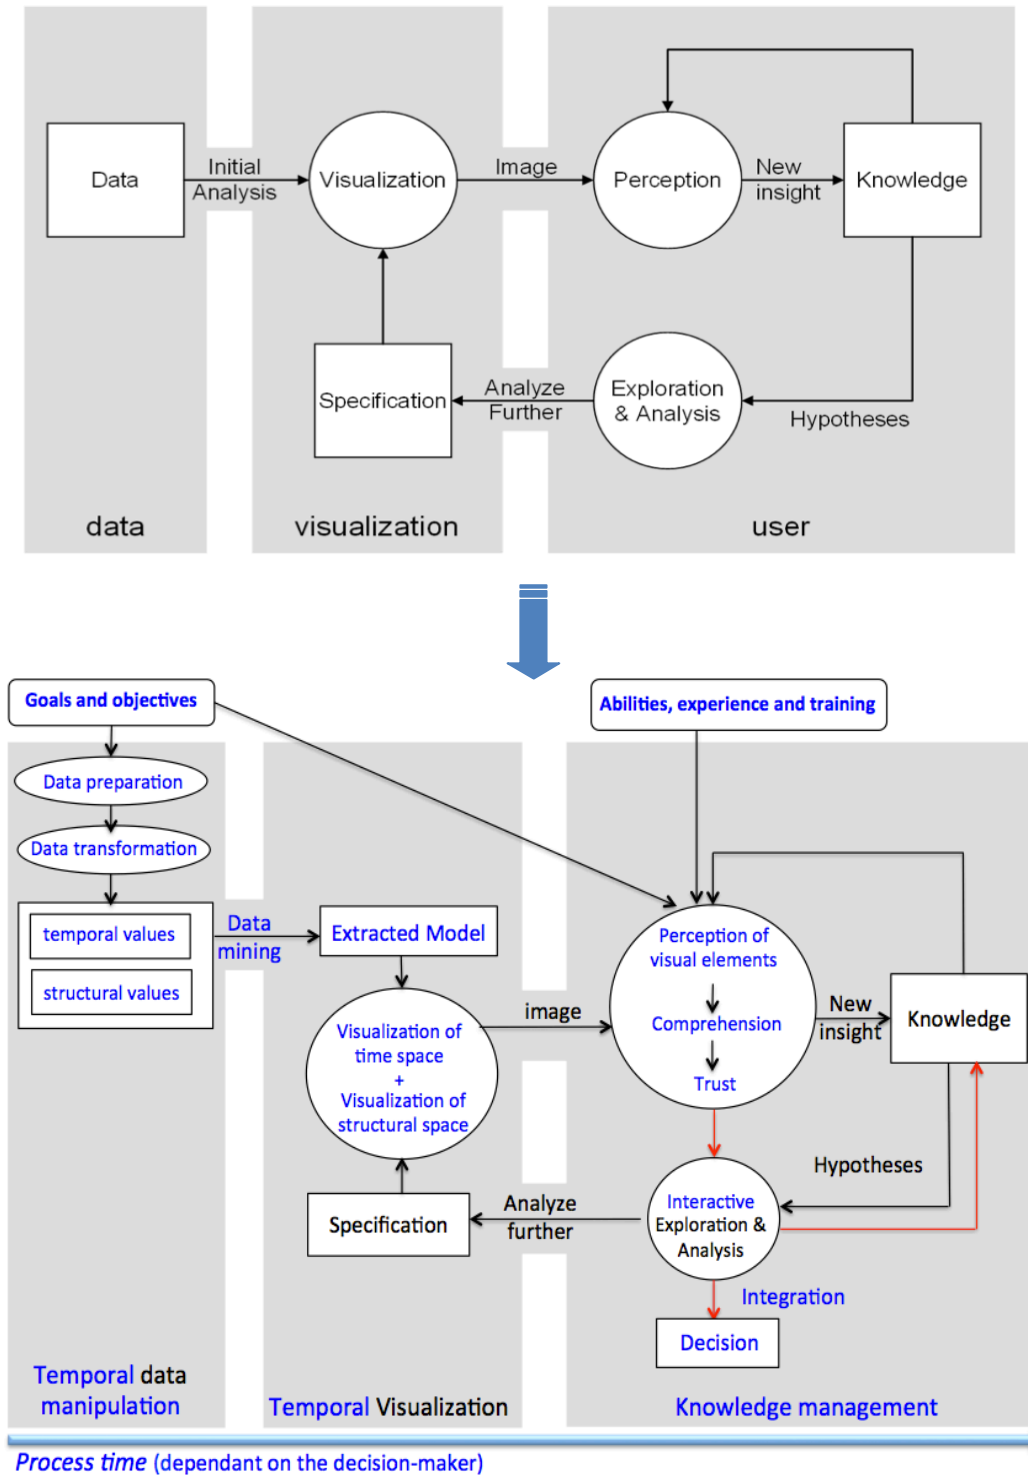 Data
Initial
Analysis
Visualization
Image
Perception
New
insight
Knowledge
Specification
Analyze
Further
Exploration
& Analysis
Hypotheses
data
visualization
user
Goals and objectives
Abilities, experience and training
Data preparation
Data transformation
temporal values
structural values
Data
mining
Extracted Model
Visualization of
time space
+
Visualization of
structural space
image
Perception of
visual elements
Comprehension
Trust
New
insight
Knowledge
Hypotheses
Specification
Analyze
further
Interactive
Exploration &
Analysis
Integration
Decision
Temporal data
manipulation
Temporal Visualization
Knowledge management
Process time (dependant on the decision-maker)